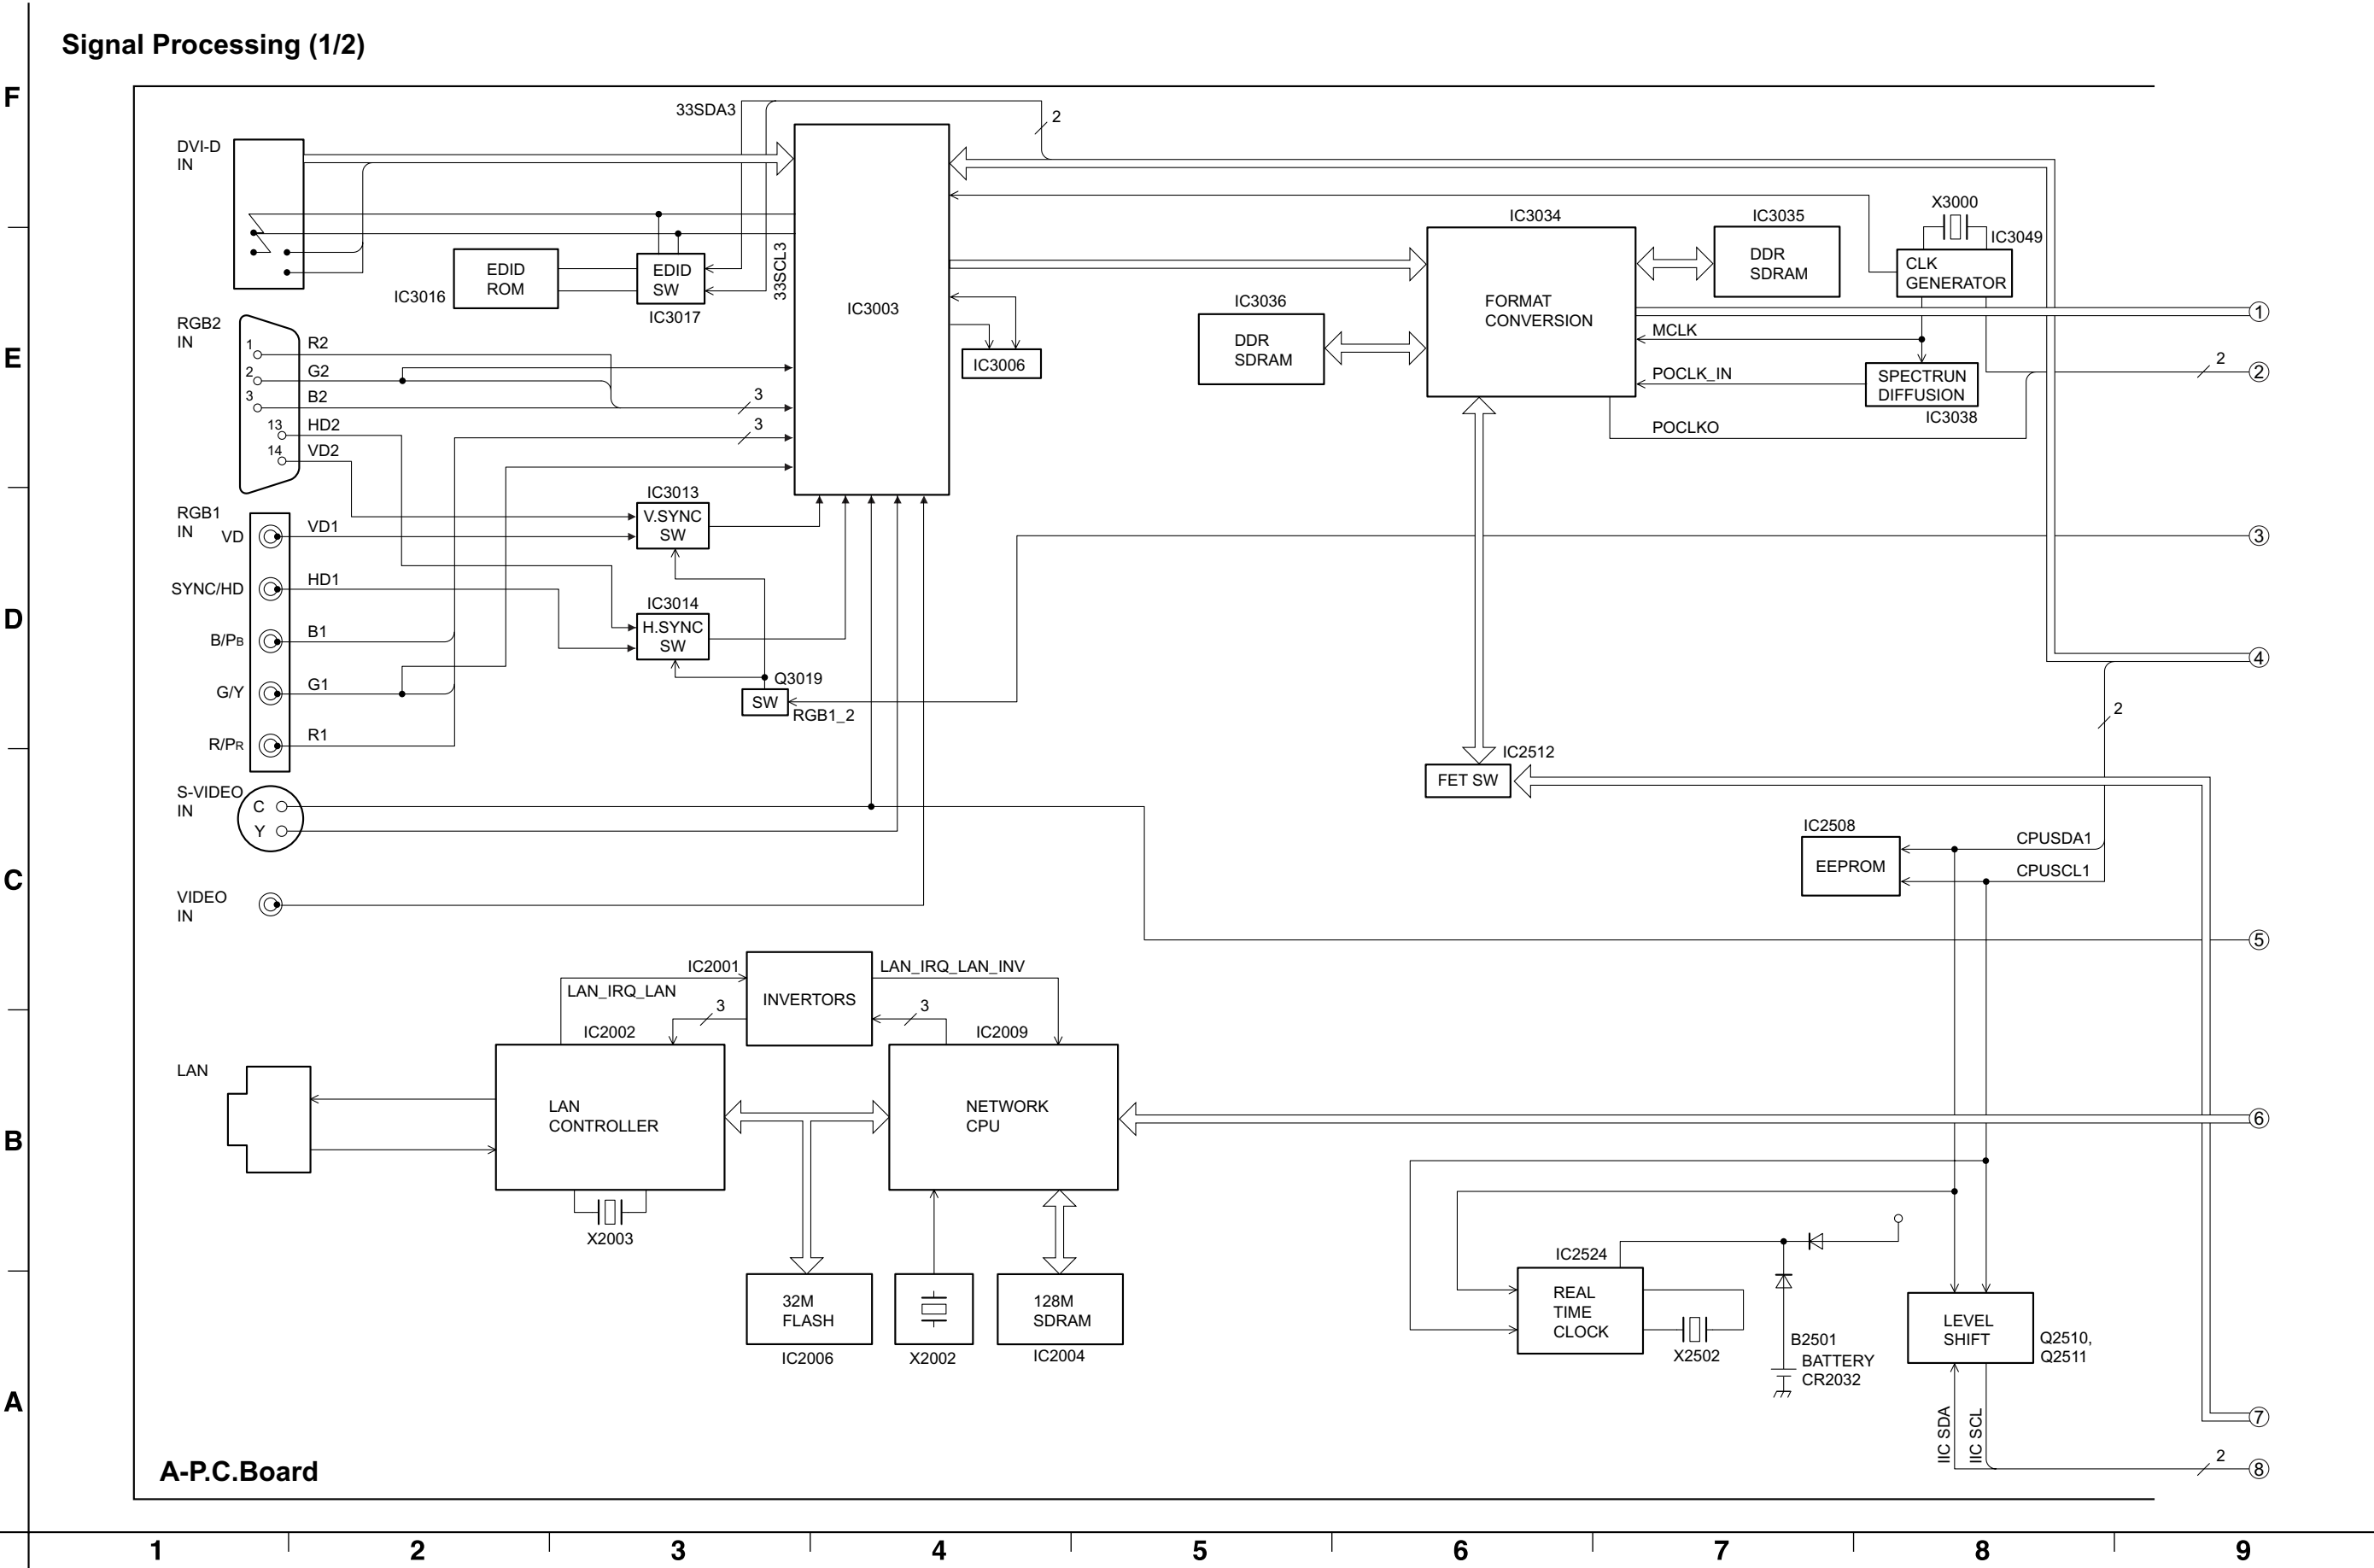 Signal Processing (1/2)
F
E
D
C
B
A
33SDA3
2
DVI-D
IN
X3000
IC3034
IC3035
IC3049
EDID
ROM
IC3016
EDID
SW
IC3017
33SCL3
IC3003
DDR
SDRAM
CLK
GENERATOR
IC3036
FORMAT
CONVERSION
1
RGB2
IN
1
R2
2
G2
3
B2
3
13
HD2
3
14
VD2
IC3006
DDR
SDRAM
MCLK
POCLK_IN
SPECTRUN
DIFFUSION
IC3038
2
2
POCLKO
IC3013
V.SYNC
SW
RGB1
IN
VD
VD1
3
SYNC/HD
HD1
IC3014
H.SYNC
SW
B/PB
B1
4
Q3019
SW
RGB1_2
G/Y
G1
2
R/PR
R1
IC2512
FET SW
S-VIDEO
IN
C
Y
IC2508
EEPROM
CPUSDA1
CPUSCL1
VIDEO
IN
5
IC2001
INVERTORS
LAN_IRQ_LAN_INV
LAN_IRQ_LAN
3
3
IC2002
IC2009
LAN
LAN
CONTROLLER
NETWORK
CPU
6
X2003
32M
FLASH
IC2006
X2002
128M
SDRAM
IC2004
IC2524
REAL
TIME
CLOCK
X2502
B2501
BATTERY
CR2032
LEVEL
SHIFT
Q2510,
Q2511
IIC SDA
IIC SCL
7
2
8
A-P.C.Board
1
2
3
4
5
6
7
8
9